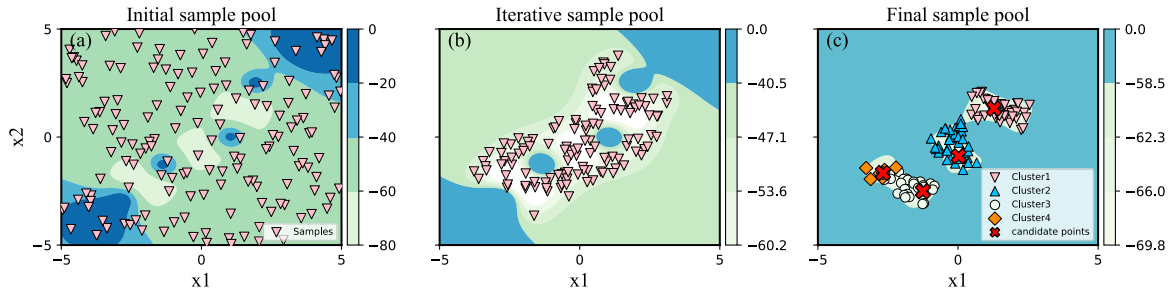 Initial sample pool
(a)
x2
5
0
−5
−5
0
5
x1
Samples
0
−20
−40
−60
−80
Iterative sample pool
(b)
−5
0
5
x1
−0.0
−40.5
−47.1
−53.6
−60.2
Final sample pool
(c)
−5
0
5
x1
Cluster1
Cluster2
Cluster3
Cluster4
candidate points
−0.0
−58.5
−62.3
−66.0
−69.8